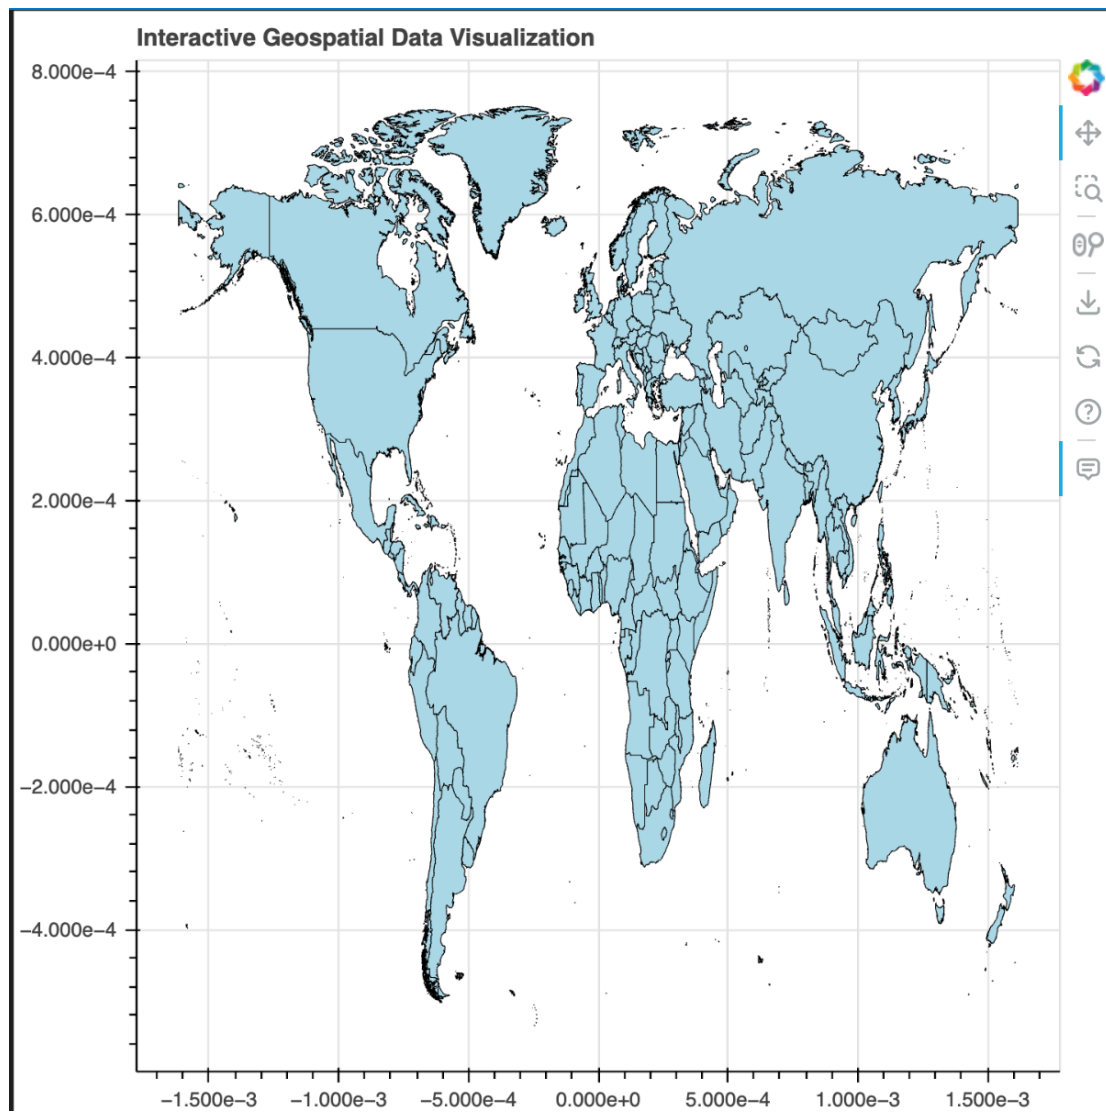 Interactive Geospatial Data Visualization
8.000e−4
6.000e−4
4.000e−4
2.000e−4
0.000e+0
−2.000e−4
−4.000e−4
−1.500e−3 −1.000e−3 −5.000e−4 0.000e+0 5.000e−4 1.000e−3 1.500e−3